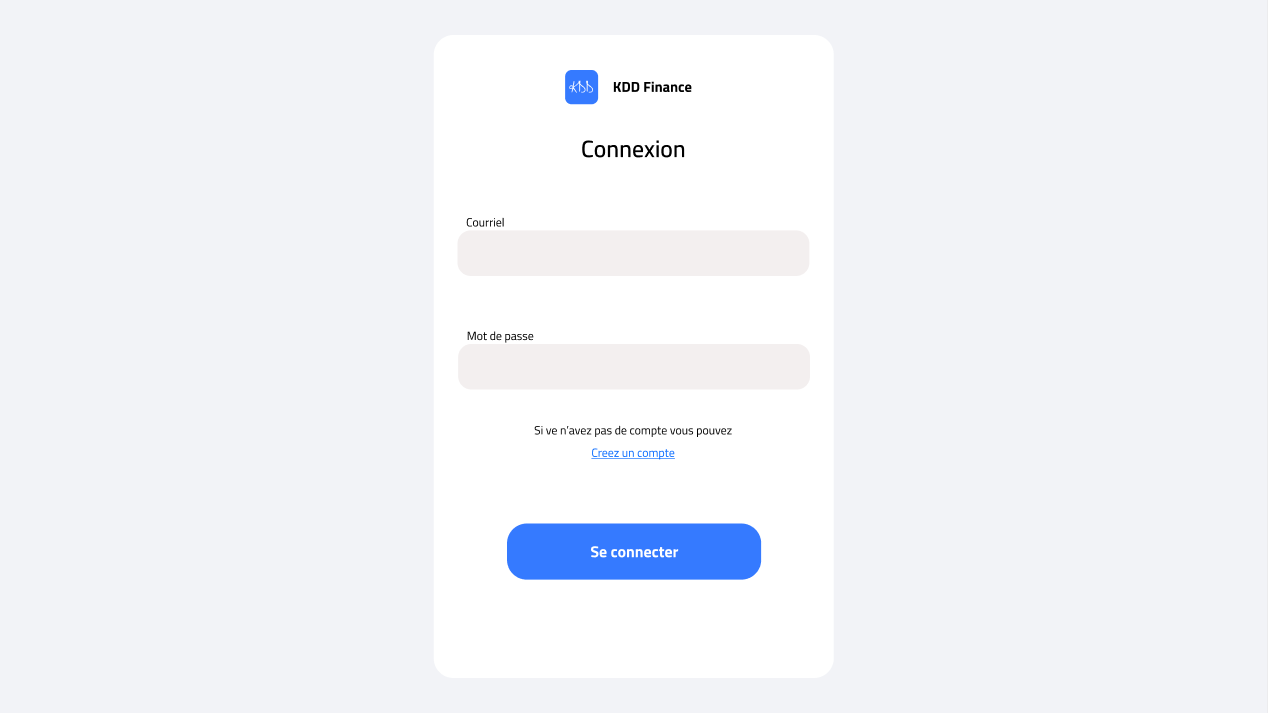 KDD KDD Finance
Connexion
Courriel
Mot de passe
Si ve n'avez pas de compte vous pouvez
Creez un compte
Se connecter